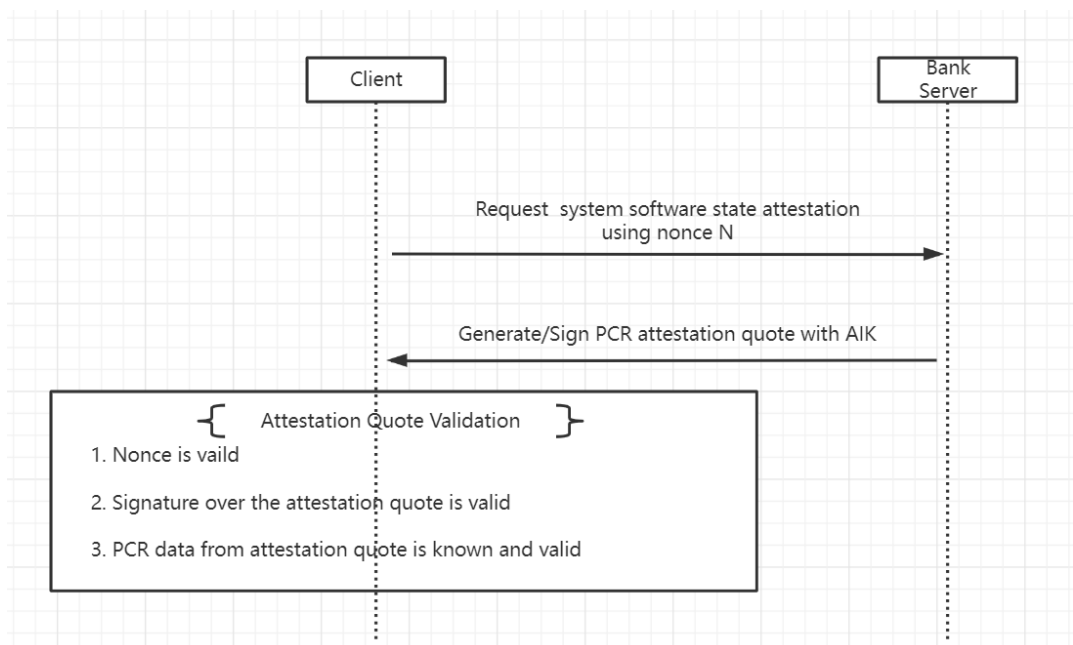 Client
Bank
Server
Request system software state attestation
using nonce N
Generate/Sign PCR attestation quote with AIK
Attestation Quote Validation
1. Nonce is vaild
2. Signature over the attestation quote is valid
3. PCR data from attestation quote is known and valid